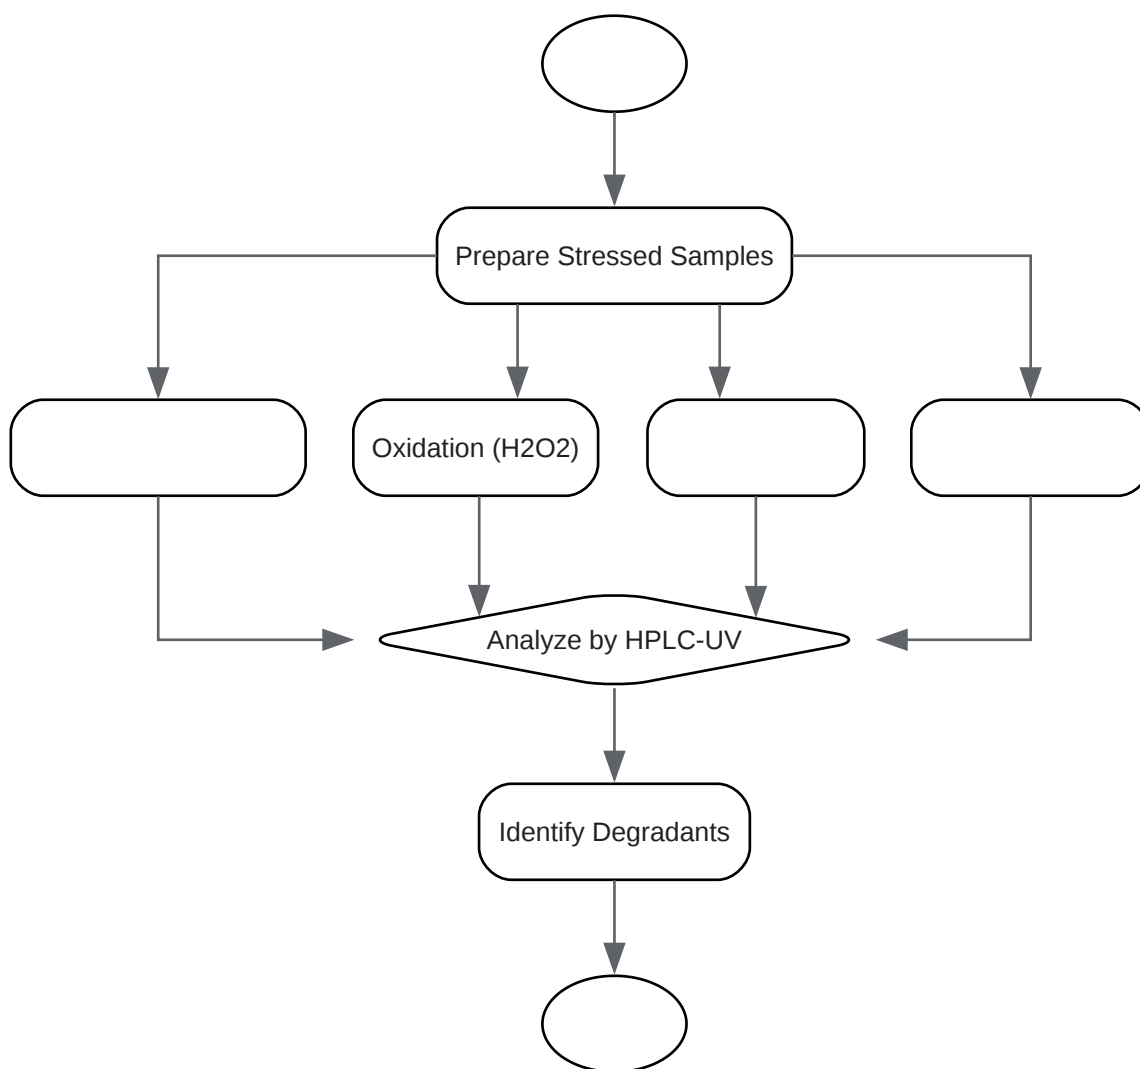 Prepare Stressed Samples
Oxidation (H2O2)
Analyze by HPLC-UV
Identify Degradants